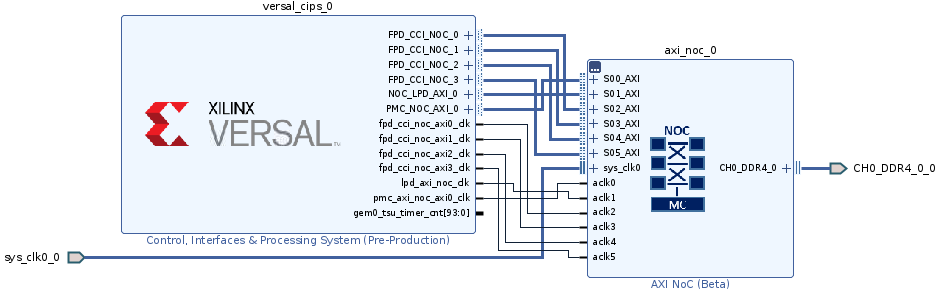 versal_cips_0
FPD_CCI_NOC_0
FPD_CCI_NOC_1
FPD_CCI_NOC_2
FPD_CCI_NOC_3
NOC_LPD_AXI_0
PMC_NOC_AXI_0
fpd_cci_noc_axi0_clk
fpd_cci_noc_axi1_clk
fpd_cci_noc_axi2_clk
fpd_cci_noc_axi3_clk
lpd_axi_noc_clk
pmc_axi_noc_axi0_clk
gem0_tsu_timer_cnt[93:0]
XILINX
VERSAL™
Control, Interfaces & Processing System (Pre-Production)
sys_clk0_0
axi_noc_0
S00_AXI
S01_AXI
S02_AXI
S03_AXI
S04_AXI
S05_AXI
sys_clk0
aclk0
aclk1
aclk2
aclk3
aclk4
aclk5
NOC
MC
CH0_DDR4_0
AXI NoC (Beta)
CH0_DDR4_0_0